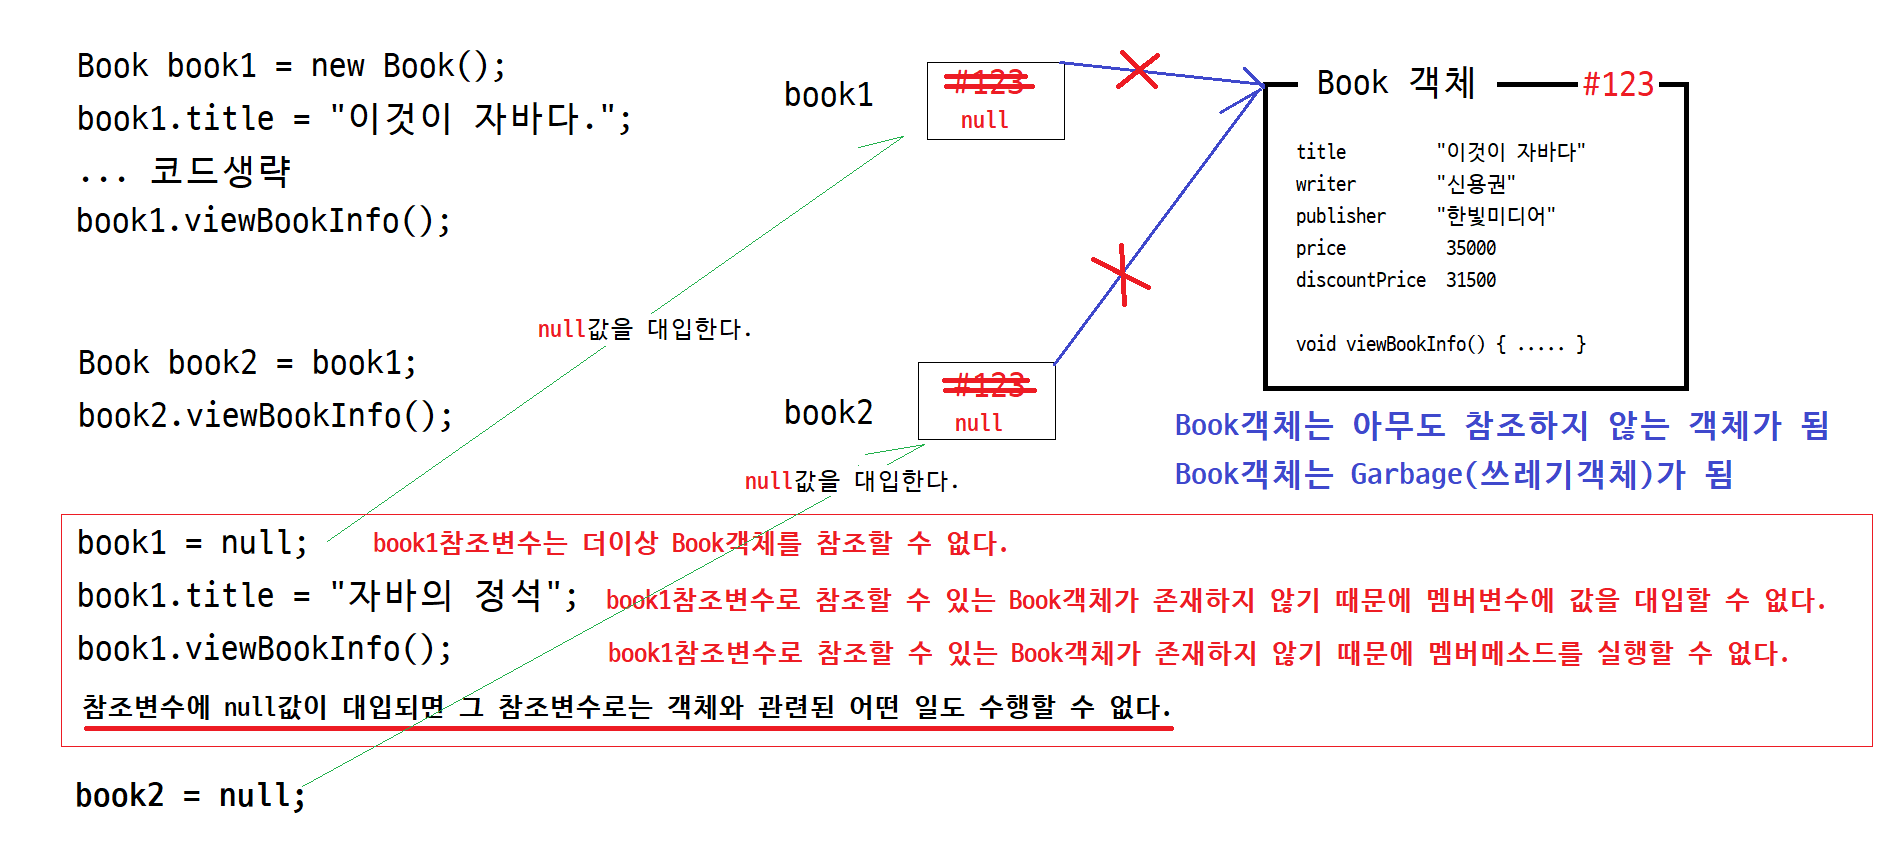 Book book1 = new Book();
book1.title = "이것이 자바다.";
... 코드생략
book1.viewBookInfo();
book1
#123
null
Book 객체
#123
title "이것이 자바다"
writer "신용권"
publisher "한빛미디어"
price 35000
discountPrice 31500
void viewBookInfo() { ..... }
null값을 대입한다.
Book book2 = book1;
book2.viewBookInfo();
book2
#123
null
null값을 대입한다.
Book객체는 아무도 참조하지 않는 객체가 됨
Book객체는 Garbage(쓰레기객체)가 됨
book1 = null; book1참조변수는 더이상 Book객체를 참조할 수 없다.
book1.title = "자바의 정석"; book1참조변수로 참조할 수 있는 Book객체가 존재하지 않기 때문에 멤버변수에 값을 대입할 수 없다.
book1.viewBookInfo(); book1참조변수로 참조할 수 있는 Book객체가 존재하지 않기 때문에 멤버메소드를 실행할 수 없다.
참조변수에 null값이 대입되면 그 참조변수로는 객체와 관련된 어떤 일도 수행할 수 없다.
book2 = null;